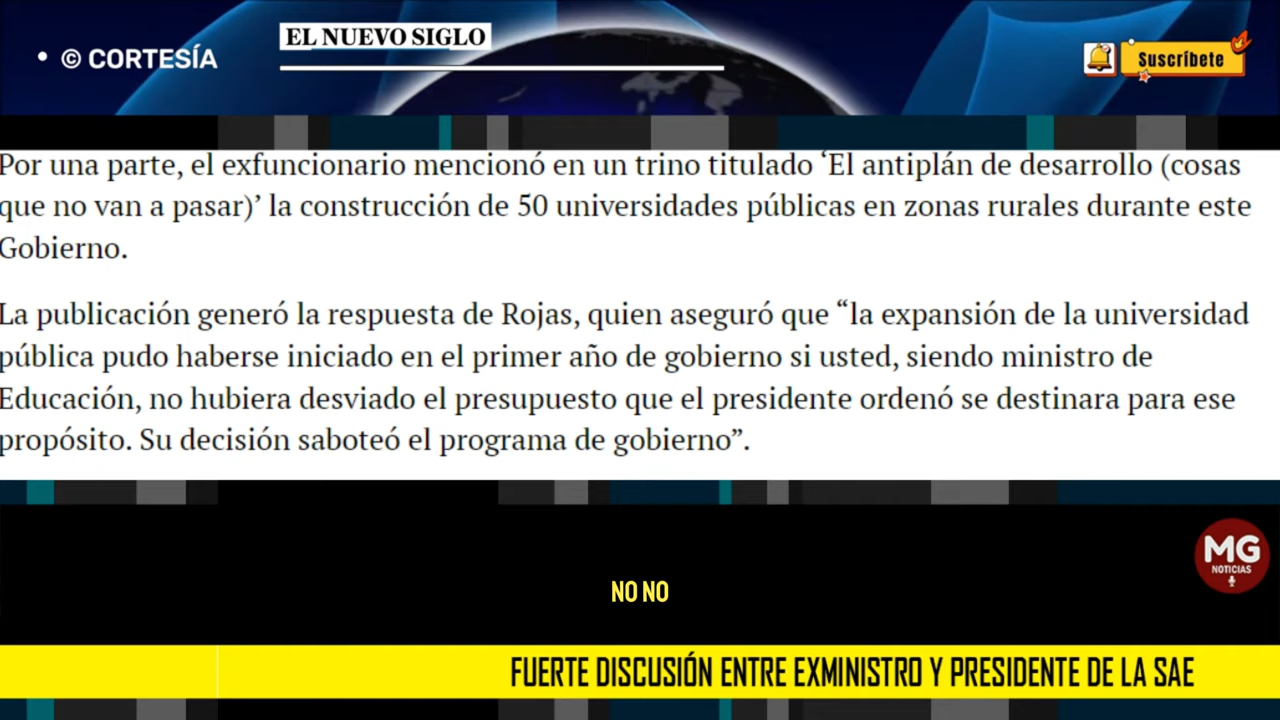 • © CORTESÍA
EL NUEVO SIGLO
Suscríbete
Por una parte, el exfuncionario mencionó en un trino titulado ‘El antiplán de desarrollo (cosas
que no van a pasar)’ la construcción de 50 universidades públicas en zonas rurales durante este
Gobierno.
La publicación generó la respuesta de Rojas, quien aseguró que “la expansión de la universidad
pública pudo haberse iniciado en el primer año de gobierno si usted, siendo ministro de
Educación, no hubiera desviado el presupuesto que el presidente ordenó se destinara para ese
propósito. Su decisión saboteó el programa de gobierno”.
MG
NOTICIAS
NO NO
FUERTE DISCUSIÓN ENTRE EXMINISTRO Y PRESIDENTE DE LA SAE